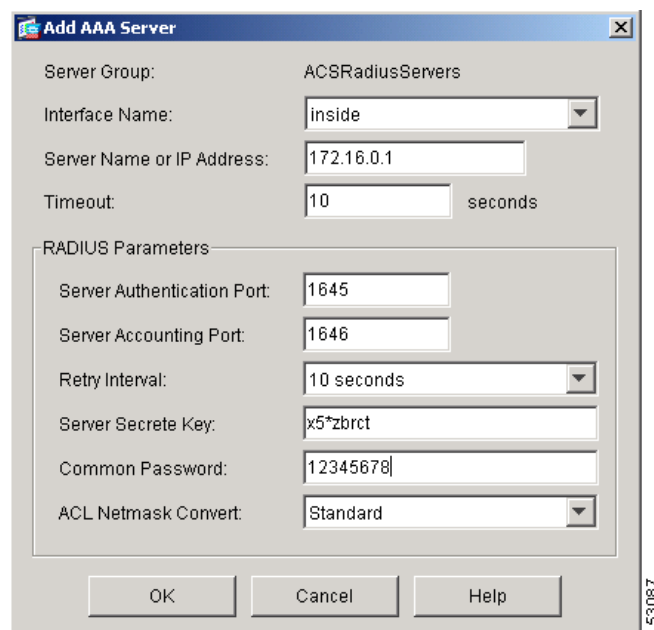 Add AAA Server
Server Group: ACSRadiusServers
Interface Name: inside
Server Name or IP Address: 172.16.0.1
Timeout: 10 seconds
RADIUS Parameters
Server Authentication Port: 1645
Server Accounting Port: 1646
Retry Interval: 10 seconds
Server Secrete Key: x5*zbrct
Common Password: 12345678
ACL Netmask Convert: Standard
OK Cancel Help
53087